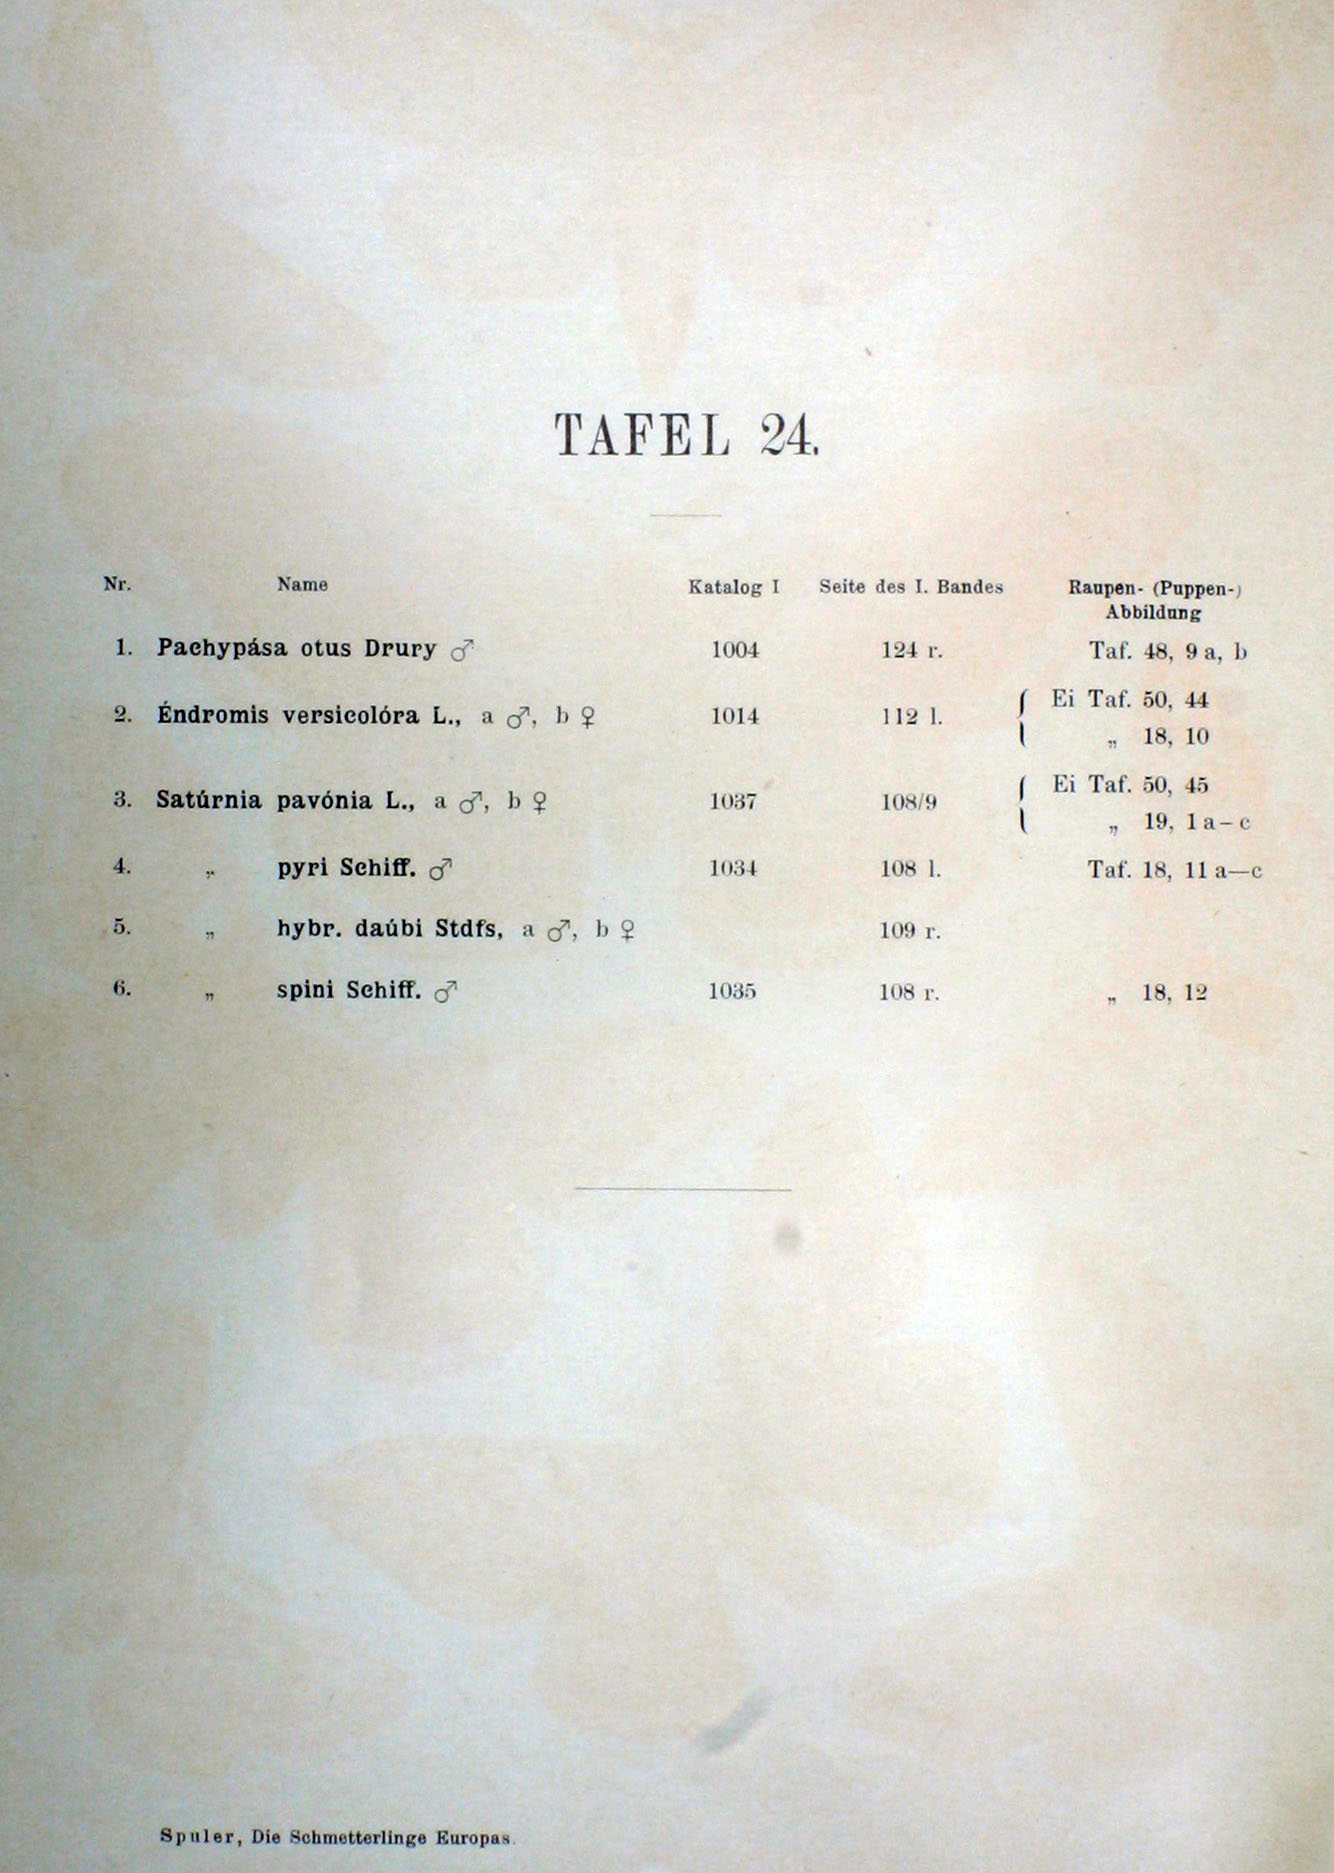 TAFEL 24.
Nr. Name Katalog I Seite des I. Bandes Raupen- (Puppen-)
Abbildung
1. Pachypása otus Drury ♂ 1004 124 r. Taf. 48, 9 a, b
2. Éndromis versicolóra L., a ♂, b ♀ 1014 112 l. { Ei Taf. 50, 44
„ 18, 10
3. Satúrnia pavónia L., a ♂, b ♀ 1037 108/9 { Ei Taf. 50, 45
„ 19, 1 a–c
4. „ pyri Schiff. ♂ 1034 108 l. Taf. 18, 11 a—c
5. „ hybr. daúbi Stdfs, a ♂, b ♀ 109 r.
6. „ spini Schiff. ♂ 1035 108 r. „ 18, 12
Spuler, Die Schmetterlinge Europas.